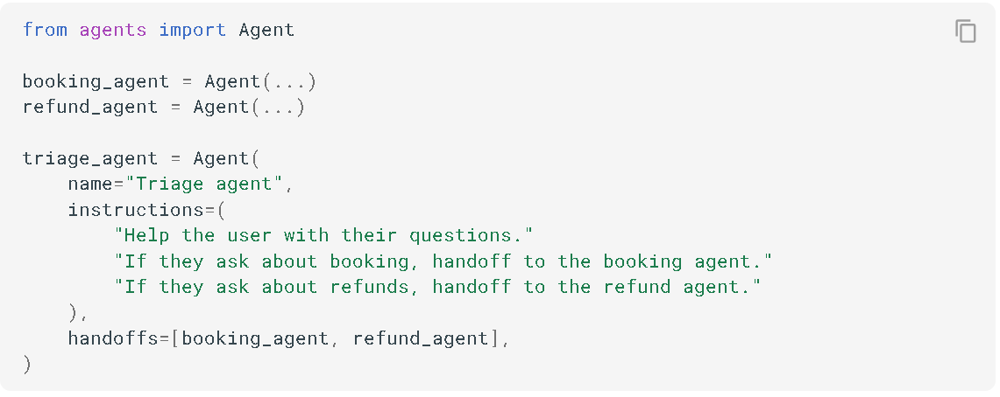 from agents import Agent

booking_agent = Agent(...)
refund_agent = Agent(...)

triage_agent = Agent(
    name="Triage agent",
    instructions=(
        "Help the user with their questions."
        "If they ask about booking, handoff to the booking agent."
        "If they ask about refunds, handoff to the refund agent."
    ),
    handoffs=[booking_agent, refund_agent],
)